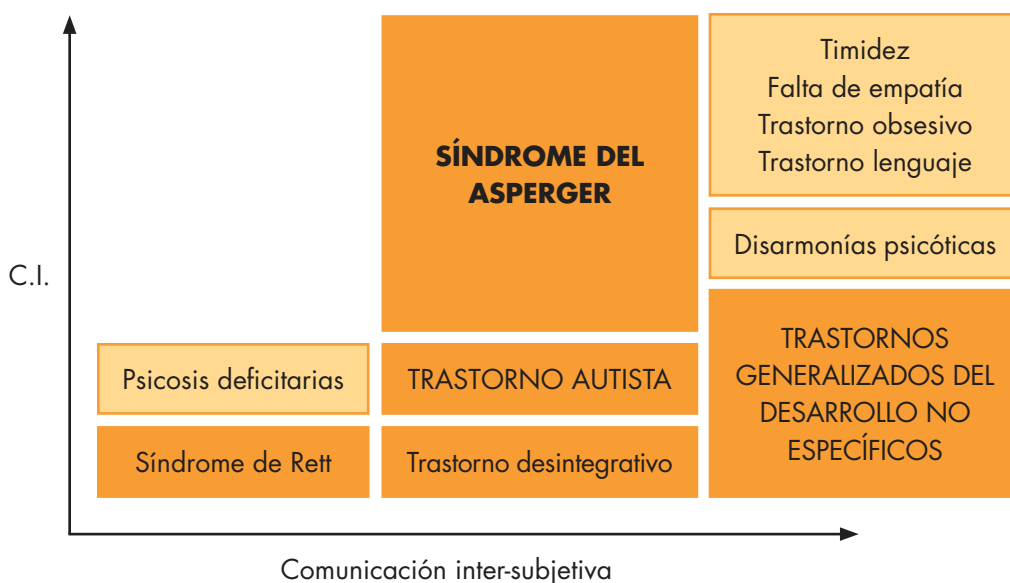 Timidez
Falta de empatía
Trastorno obsesivo
Trastorno lenguaje
SÍNDROME DEL
ASPERGER
Disarmonías psicóticas
C.I.
TRASTORNOS
GENERALIZADOS DEL
DESARROLLO NO
ESPECÍFICOS
Psicosis deficitarias
TRASTORNO AUTISTA
Síndrome de Rett
Trastorno desintegrativo
Comunicación inter-subjetiva